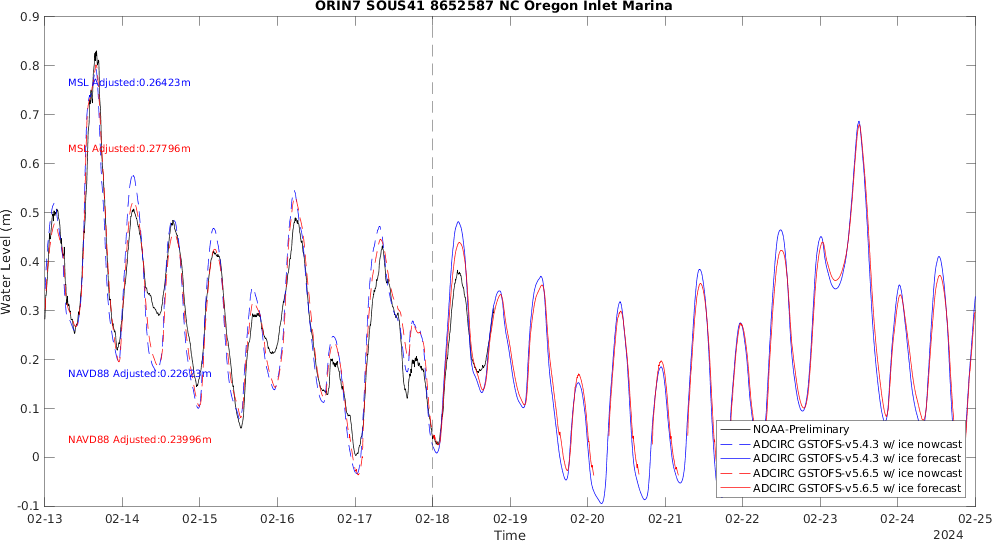 ORIN7 SOUS41 8652587 NC Oregon Inlet Marina
0.9
0.8
0.7
0.6
0.5
0.4
0.3
0.2
0.1
0
-0.1
Water Level (m)
MSL Adjusted:0.26423m
MSL Adjusted:0.27796m
NAVD88 Adjusted:0.22623m
NAVD88 Adjusted:0.23996m
NOAA-Preliminary
ADCIRC GSTOFS-v5.4.3 w/ ice nowcast
ADCIRC GSTOFS-v5.4.3 w/ ice forecast
ADCIRC GSTOFS-v5.6.5 w/ ice nowcast
ADCIRC GSTOFS-v5.6.5 w/ ice forecast
02-13 02-14 02-15 02-16 02-17 02-18 02-19 02-20 02-21 02-22 02-23 02-24 02-25
Time
2024